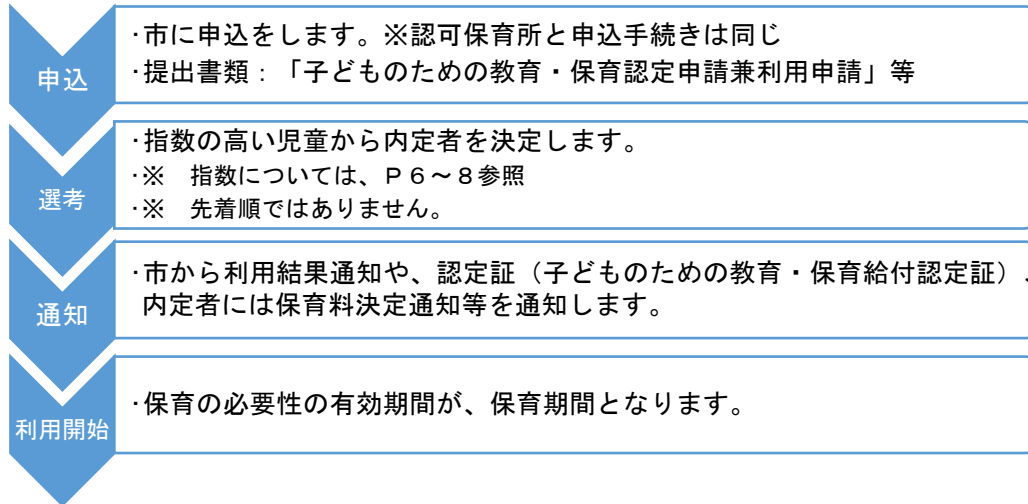 申込
·市に申込をします。※認可保育所と申込手続きは同じ
·提出書類：「子どものための教育・保育認定申請兼利用申請」等
選考
·指数の高い児童から内定者を決定します。
·※　指数については、Ｐ６～８参照
·※　先着順ではありません。
通知
·市から利用結果通知や、認定証（子どものための教育・保育給付認定証）、
内定者には保育料決定通知等を通知します。
利用開始
·保育の必要性の有効期間が、保育期間となります。